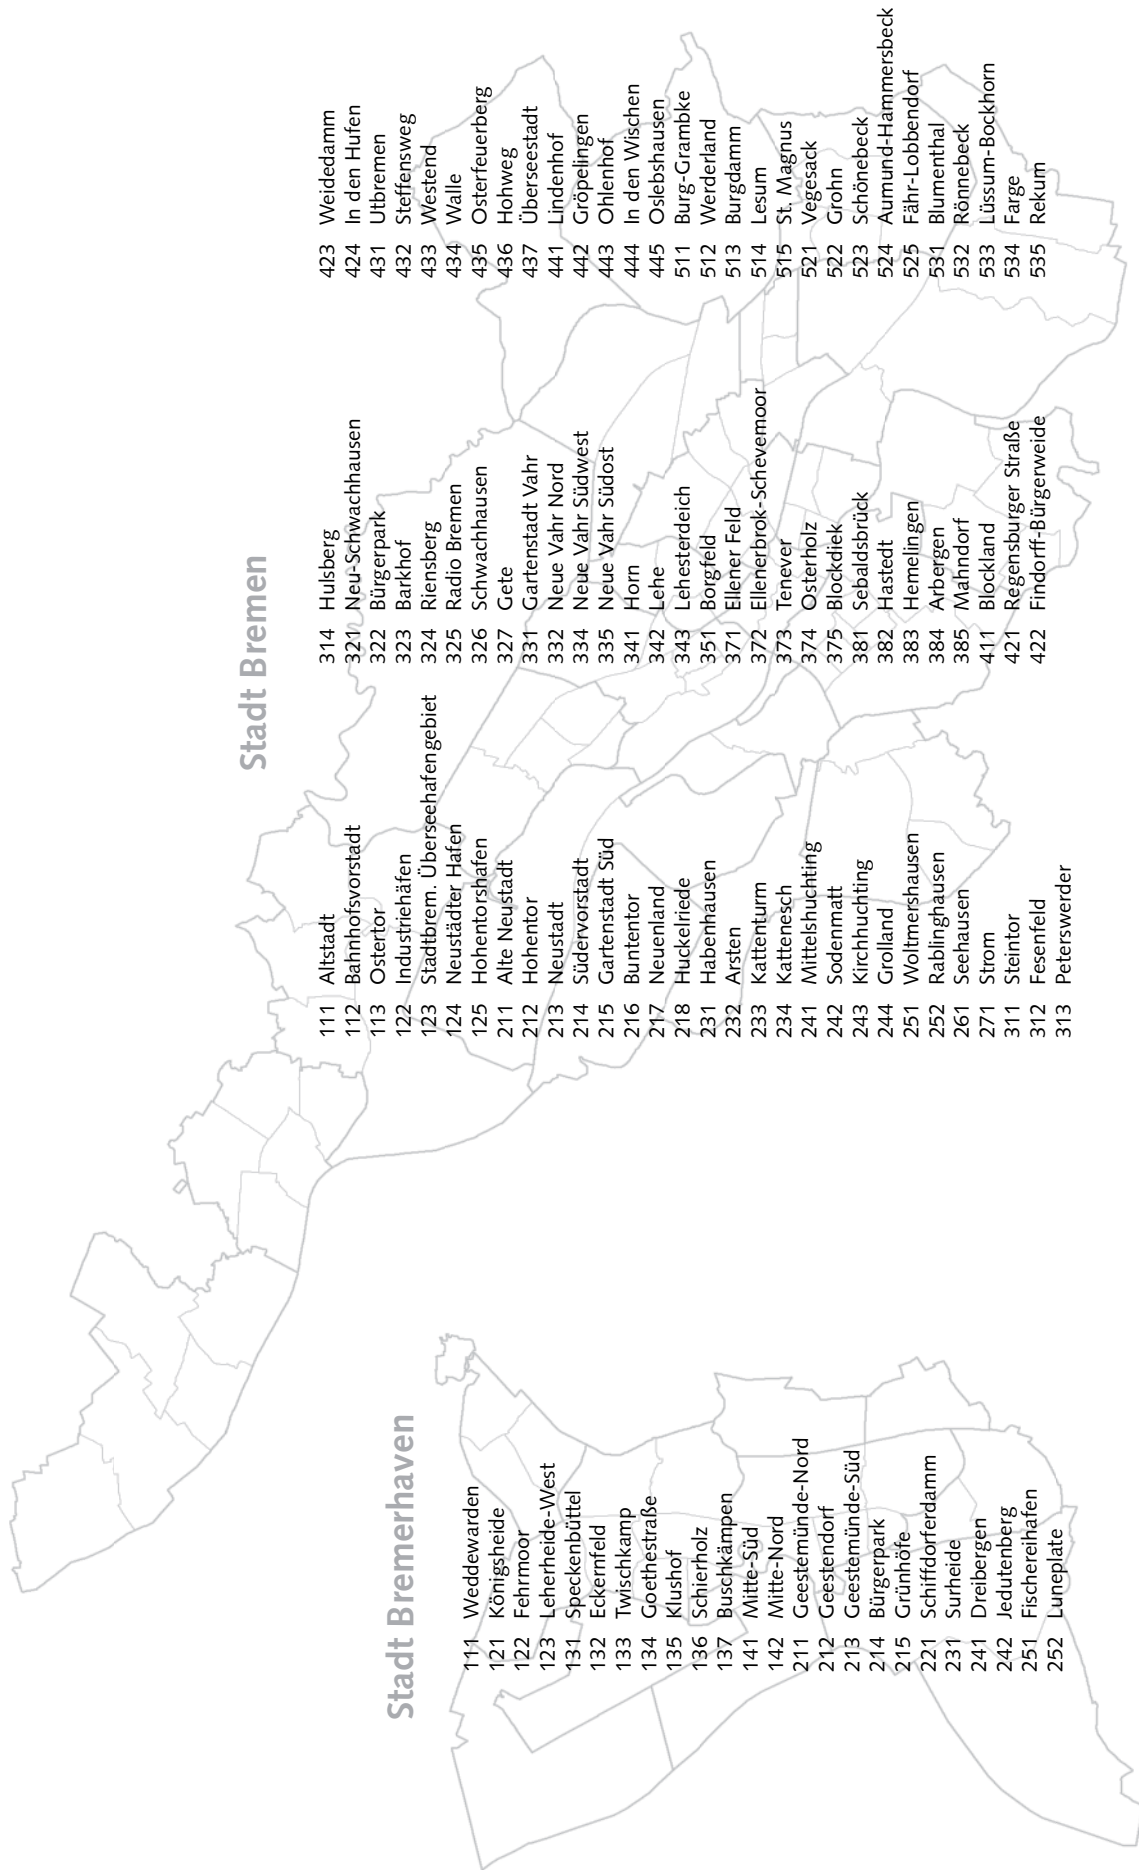 Stadt Bremerhaven
111 Weddewarden
121 Königsheide
122 Fehrmoor
123 Leherheide-West
131 Speckenbüttel
132 Eckernfeld
133 Twischkamp
134 Goethestraße
135 Klushof
136 Schierholz
137 Buschkämpen
141 Mitte-Süd
142 Mitte-Nord
211 Geestemünde-Nord
212 Geestendorf
213 Geestemünde-Süd
214 Bürgerpark
215 Grünhöfe
221 Schiffdorferdamm
231 Surheide
241 Dreibergen
242 Jedutenberg
251 Fischereihafen
252 Luneplate
Stadt Bremen
111 Altstadt
112 Bahnhofsvorstadt
113 Ostertor
122 Industriehäfen
123 Stadtbrem. Überseehafengebiet
124 Neustädter Hafen
125 Hohentorshafen
211 Alte Neustadt
212 Hohentor
213 Neustadt
214 Südervorstadt
215 Gartenstadt Süd
216 Buntentor
217 Neuenland
218 Huckelriede
231 Habenhausen
232 Arsten
233 Kattenturm
234 Kattenesch
241 Mittelshuchting
242 Sodenmatt
243 Kirchhuchting
244 Grolland
251 Woltmershausen
252 Rablinghausen
261 Seehausen
271 Strom
311 Steintor
312 Fesenfeld
313 Peterswerder
314 Hulsberg
321 Neu-Schwachhausen
322 Bürgerpark
323 Barkhof
324 Riensberg
325 Radio Bremen
326 Schwachhausen
327 Gete
331 Gartenstadt Vahr
332 Neue Vahr Nord
334 Neue Vahr Südwest
335 Neue Vahr Südost
341 Horn
342 Lehe
343 Lehesterdeich
351 Borgfeld
371 Ellener Feld
372 Ellenerbrok-Schevemoor
373 Tenever
374 Osterholz
375 Blockdiek
381 Sebaldsbrück
382 Hastedt
383 Hemelingen
384 Arbergen
385 Mahndorf
411 Blockland
421 Regensburger Straße
422 Findorff-Bürgerweide
423 Weidedamm
424 In den Hufen
431 Utbremen
432 Steffensweg
433 Westend
434 Walle
435 Osterfeuerberg
436 Hohweg
437 Überseestadt
441 Lindenhof
442 Gröpelingen
443 Ohlenhof
444 In den Wischen
445 Oslebshausen
511 Burg-Grambke
512 Werderland
513 Burgdamm
514 Lesum
515 St. Magnus
521 Vegesack
522 Grohn
523 Schönebeck
524 Aumund-Hammersbeck
525 Fähr-Lobbendorf
531 Blumenthal
532 Rönnebeck
533 Lüssum-Bockhorn
534 Farge
535 Rekum